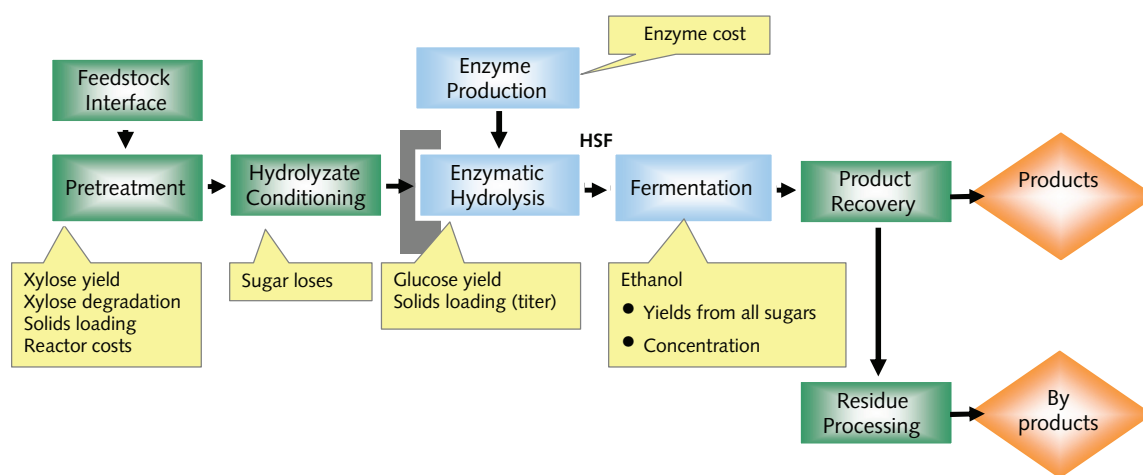 Enzyme cost
Feedstock
Interface
Enzyme
Production
HSF
Pretreatment
Hydrolyzate
Conditioning
Enzymatic
Hydrolysis
Fermentation
Product
Recovery
Products
Xylose yield
Xylose degradation
Solids loading
Reactor costs
Sugar loses
Glucose yield
Solids loading (titer)
Ethanol
• Yields from all sugars
• Concentration
Residue
Processing
By
products